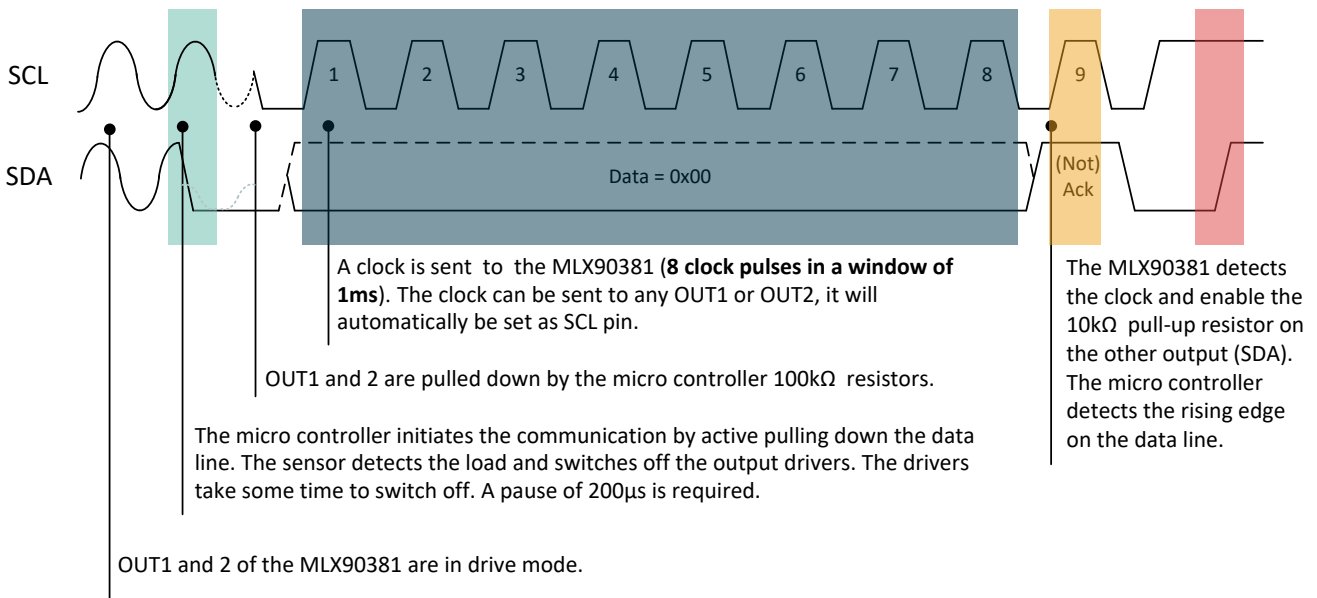 SCL
1 2 3 4 5 6 7 8 9
SDA
Data = 0x00
(Not)
Ack
A clock is sent to the MLX90381 (8 clock pulses in a window of
1ms). The clock can be sent to any OUT1 or OUT2, it will
automatically be set as SCL pin.
The MLX90381 detects
the clock and enable the
10kΩ pull-up resistor on
the other output (SDA).
The micro controller
detects the rising edge
on the data line.
OUT1 and 2 are pulled down by the micro controller 100kΩ resistors.
The micro controller initiates the communication by active pulling down the data
line. The sensor detects the load and switches off the output drivers. The drivers
take some time to switch off. A pause of 200µs is required.
OUT1 and 2 of the MLX90381 are in drive mode.